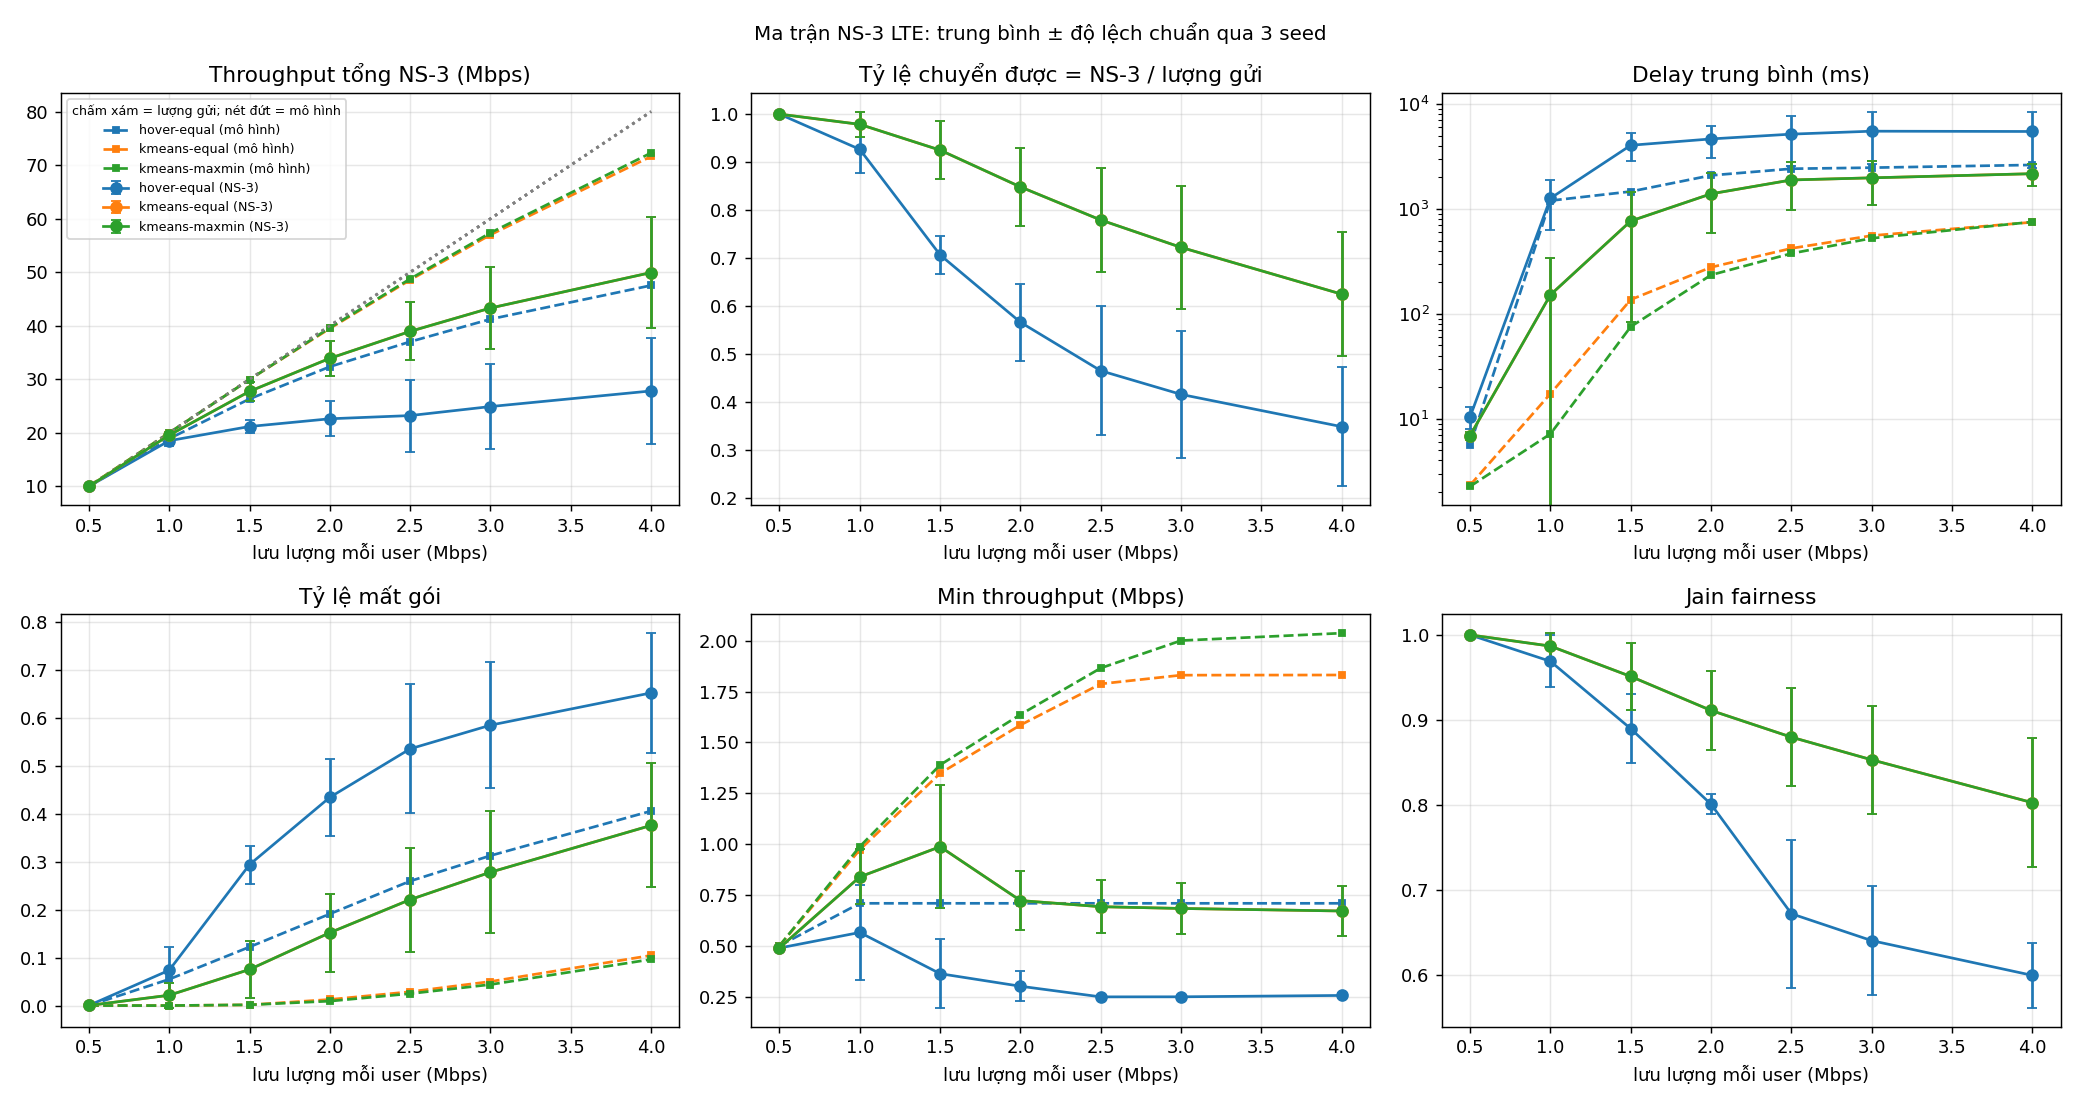 Ma trận NS-3 LTE: trung bình ± độ lệch chuẩn qua 3 seed
Throughput tổng NS-3 (Mbps)
chấm xám = lượng gửi; nét đứt = mô hình
hover-equal (mô hình)
kmeans-equal (mô hình)
kmeans-maxmin (mô hình)
hover-equal (NS-3)
kmeans-equal (NS-3)
kmeans-maxmin (NS-3)
80
70
60
50
40
30
20
10
0.5 1.0 1.5 2.0 2.5 3.0 3.5 4.0
lưu lượng mỗi user (Mbps)
Tỷ lệ chuyển được = NS-3 / lượng gửi
1.0
0.9
0.8
0.7
0.6
0.5
0.4
0.3
0.2
0.5 1.0 1.5 2.0 2.5 3.0 3.5 4.0
lưu lượng mỗi user (Mbps)
Delay trung bình (ms)
10⁴
10³
10²
10¹
0.5 1.0 1.5 2.0 2.5 3.0 3.5 4.0
lưu lượng mỗi user (Mbps)
Tỷ lệ mất gói
0.8
0.7
0.6
0.5
0.4
0.3
0.2
0.1
0.0
0.5 1.0 1.5 2.0 2.5 3.0 3.5 4.0
lưu lượng mỗi user (Mbps)
Min throughput (Mbps)
2.00
1.75
1.50
1.25
1.00
0.75
0.50
0.25
0.5 1.0 1.5 2.0 2.5 3.0 3.5 4.0
lưu lượng mỗi user (Mbps)
Jain fairness
1.0
0.9
0.8
0.7
0.6
0.5 1.0 1.5 2.0 2.5 3.0 3.5 4.0
lưu lượng mỗi user (Mbps)